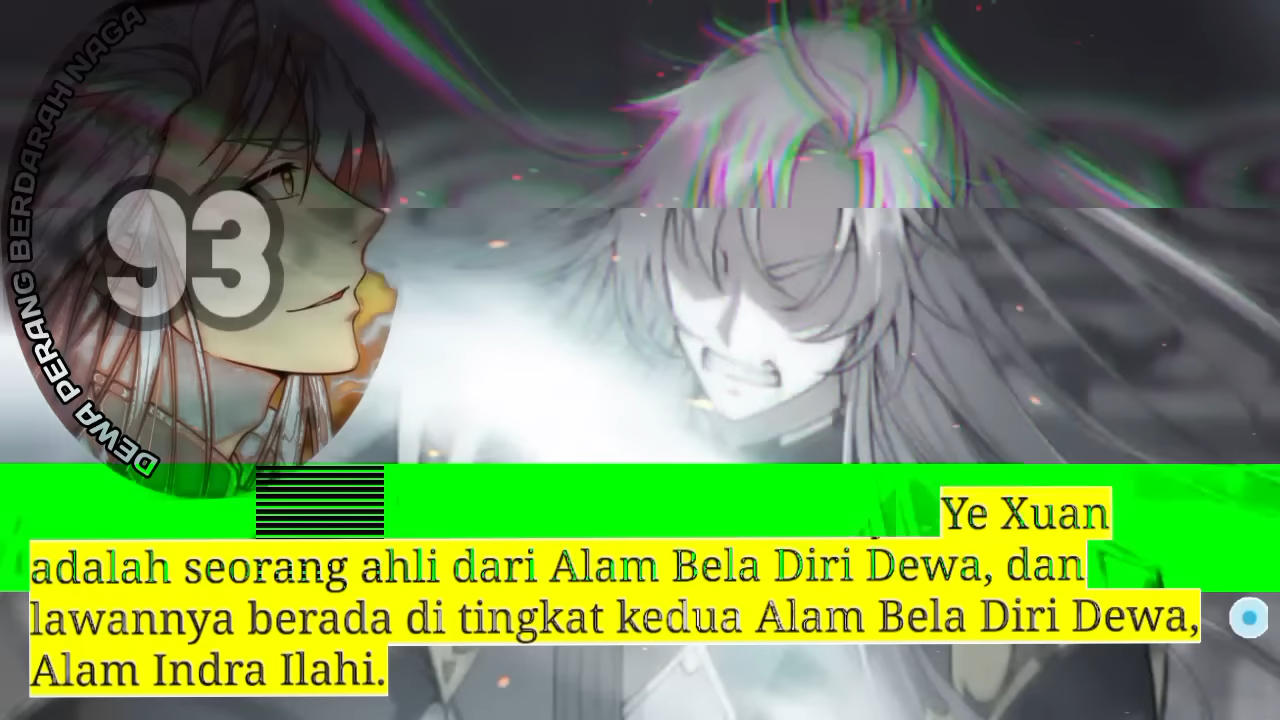 DEWA PERANG BERDARAH NAGA
93
Ye Xuan
adalah seorang ahli dari Alam Bela Diri Dewa, dan
lawannya berada di tingkat kedua Alam Bela Diri Dewa,
Alam Indra Ilahi.